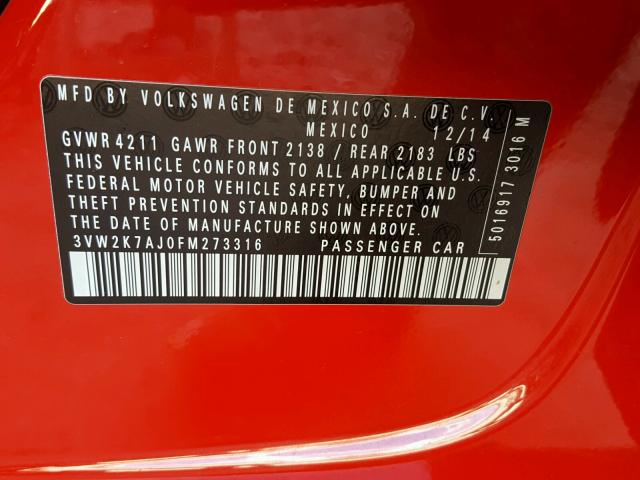 MFD BY VOLKSWAGEN DE MEXICO S.A. DE C.V.
MEXICO 12/14
GVWR 4211 GAWR FRONT 2138 / REAR 2183 LBS
THIS VEHICLE CONFORMS TO ALL APPLICABLE U.S.
FEDERAL MOTOR VEHICLE SAFETY, BUMPER AND
THEFT PREVENTION STANDARDS IN EFFECT ON
THE DATE OF MANUFACTURE SHOWN ABOVE.
3VW2K7AJ0FM273316 PASSENGER CAR
5016917 3016 M